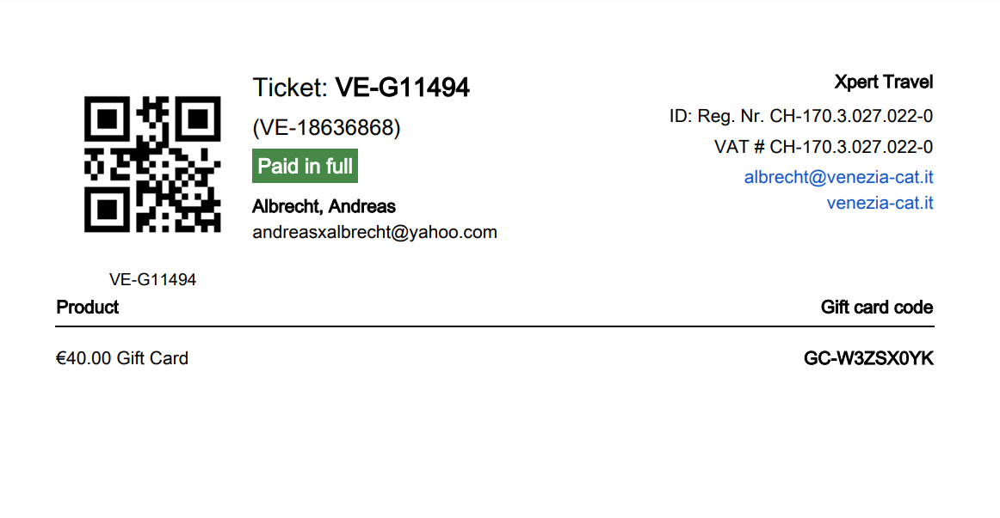 Ticket: VE-G11494
(VE-18636868)
Paid in full
Albrecht, Andreas
andreasxalbrecht@yahoo.com
Xpert Travel
ID: Reg. Nr. CH-170.3.027.022-0
VAT # CH-170.3.027.022-0
albrecht@venezia-cat.it
venezia-cat.it
VE-G11494
Product Gift card code
€40.00 Gift Card GC-W3ZSX0YK